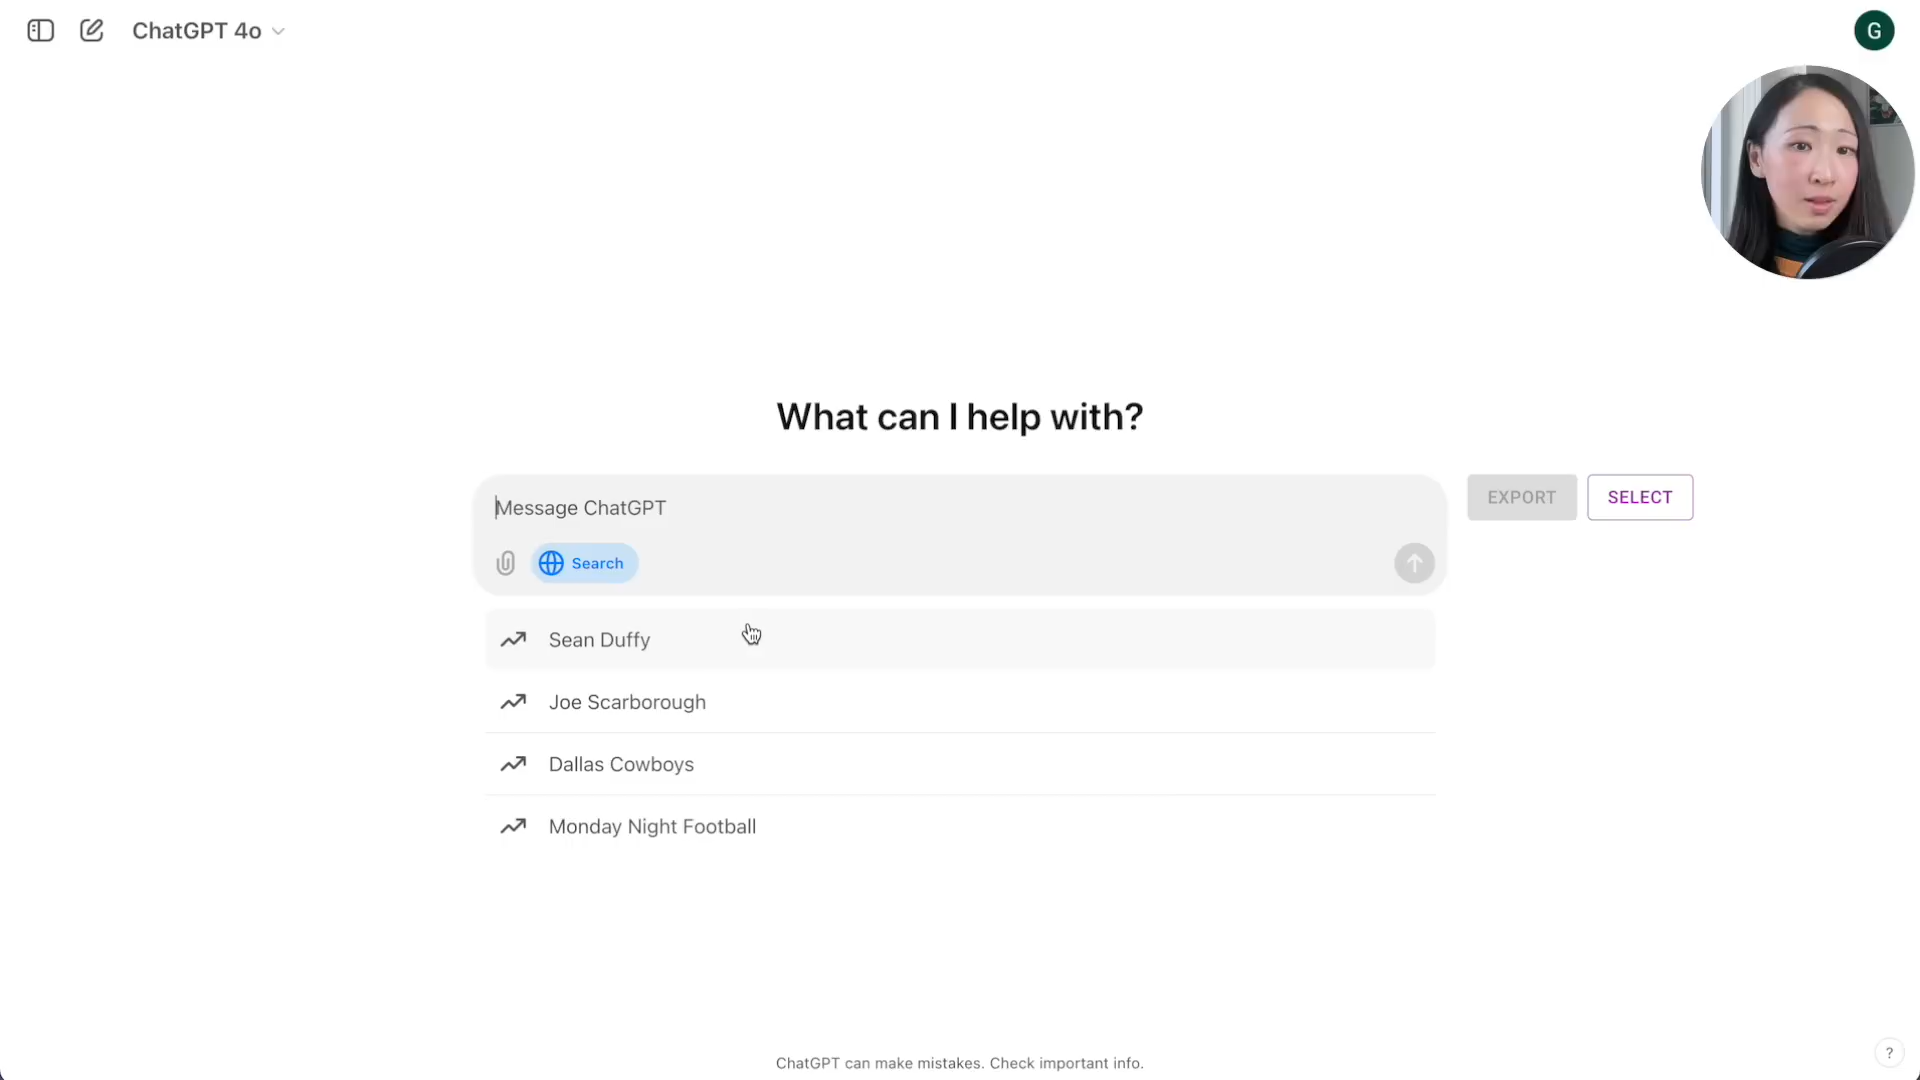 ChatGPT 4o
G
What can I help with?
Message ChatGPT
EXPORT
SELECT
Search
Sean Duffy
Joe Scarborough
Dallas Cowboys
Monday Night Football
ChatGPT can make mistakes. Check important info.
?